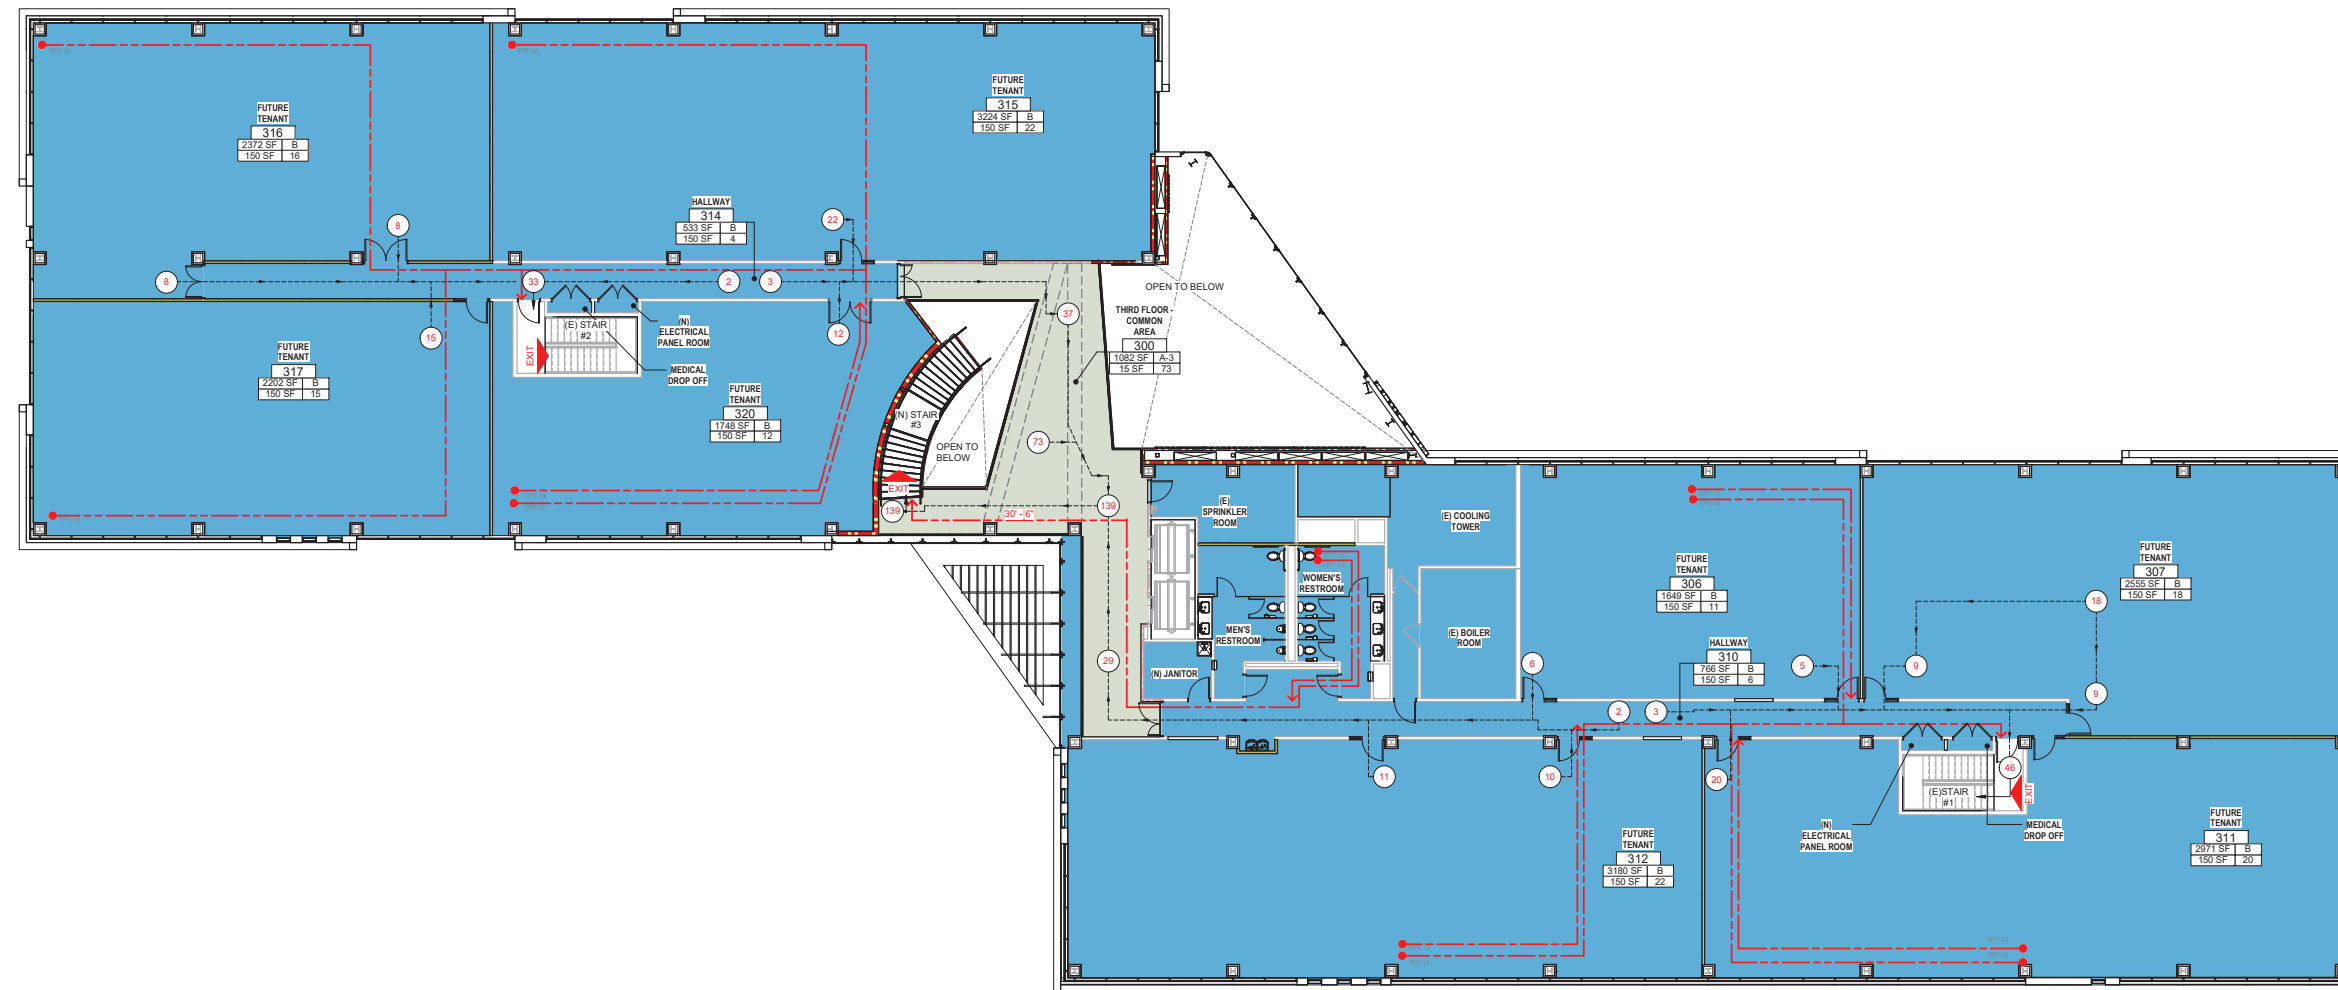 FUTURE
TENANT
316
2372 SF B
150 SF 16
FUTURE
TENANT
315
3224 SF B
150 SF 22
HALLWAY
314
533 SF B
150 SF 4
22
8
8
33
2
3
37
12
15
(E) STAIR
#2
EXIT
(N)
ELECTRICAL
PANEL ROOM
MEDICAL
DROP OFF
FUTURE
TENANT
317
2202 SF B
150 SF 15
FUTURE
TENANT
320
1748 SF B
150 SF 12
OPEN TO BELOW
THIRD FLOOR -
COMMON
AREA
300
1082 SF A-3
15 SF 73
(N) STAIR
#3
OPEN TO
BELOW
73
EXIT
139
139
30' - 6"
(E)
SPRINKLER
ROOM
(E) COOLING
TOWER
WOMEN'S
RESTROOM
MEN'S
RESTROOM
(E) BOILER
ROOM
(N) JANITOR
29
FUTURE
TENANT
306
1649 SF B
150 SF 11
FUTURE
TENANT
307
2555 SF B
150 SF 18
HALLWAY
310
766 SF B
150 SF 6
18
6
5
9
9
2
3
11
10
20
46
(E)STAIR
#1
EXIT
(N)
ELECTRICAL
PANEL ROOM
MEDICAL
DROP OFF
FUTURE
TENANT
312
3180 SF B
150 SF 22
FUTURE
TENANT
311
2971 SF B
150 SF 20